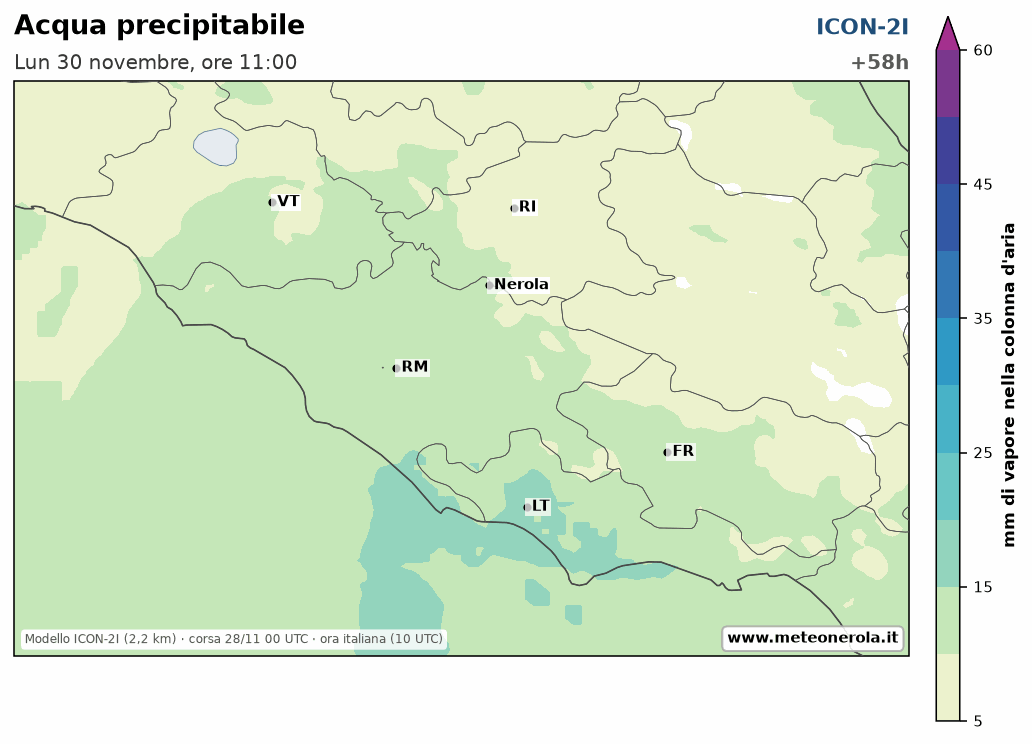 Acqua precipitabile
ICON-2I
Lun 30 novembre, ore 11:00
+58h
60
45
35
25
15
5
mm di vapore nella colonna d'aria
VT
RI
Nerola
RM
FR
LT
Modello ICON-2I (2,2 km) · corsa 28/11 00 UTC · ora italiana (10 UTC)
www.meteonerola.it